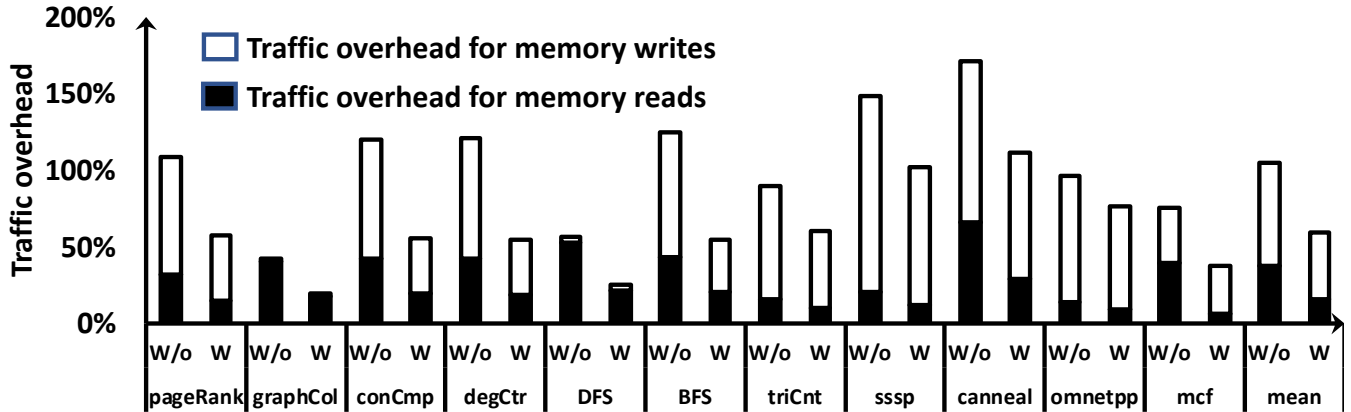 200%
150%
100%
50%
0%
Traffic overhead
Traffic overhead for memory writes
Traffic overhead for memory reads
W/o W W/o W W/o W W/o W W/o W W/o W W/o W W/o W W/o W W/o W W/o W W/o W
pageRank graphCol conCmp degCtr DFS BFS triCnt sssp canneal omnetpp mcf mean